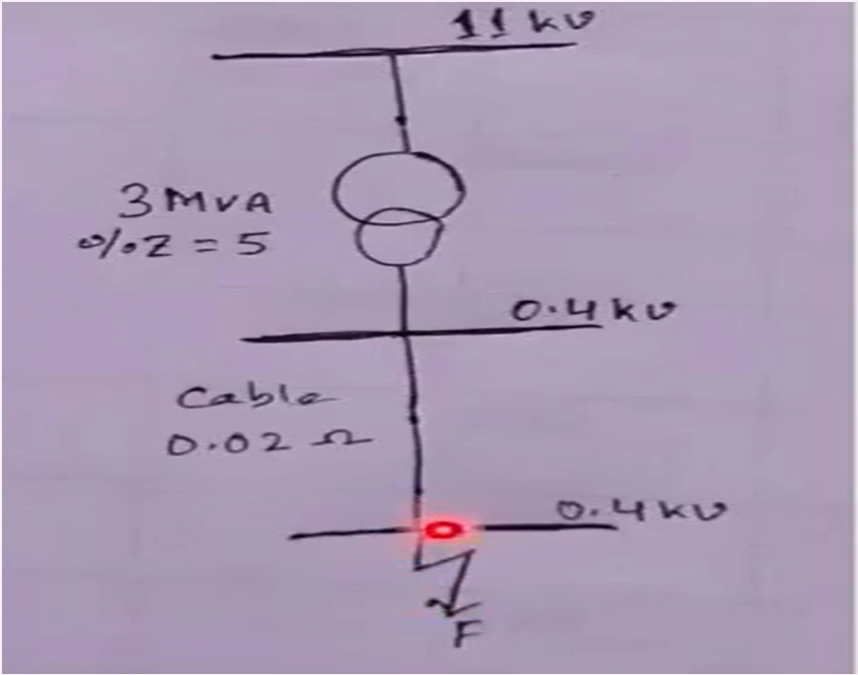 11 kv
3 MVA
%Z = 5
0.4 kv
Cable
0.02 Ω
0.4 kv
F